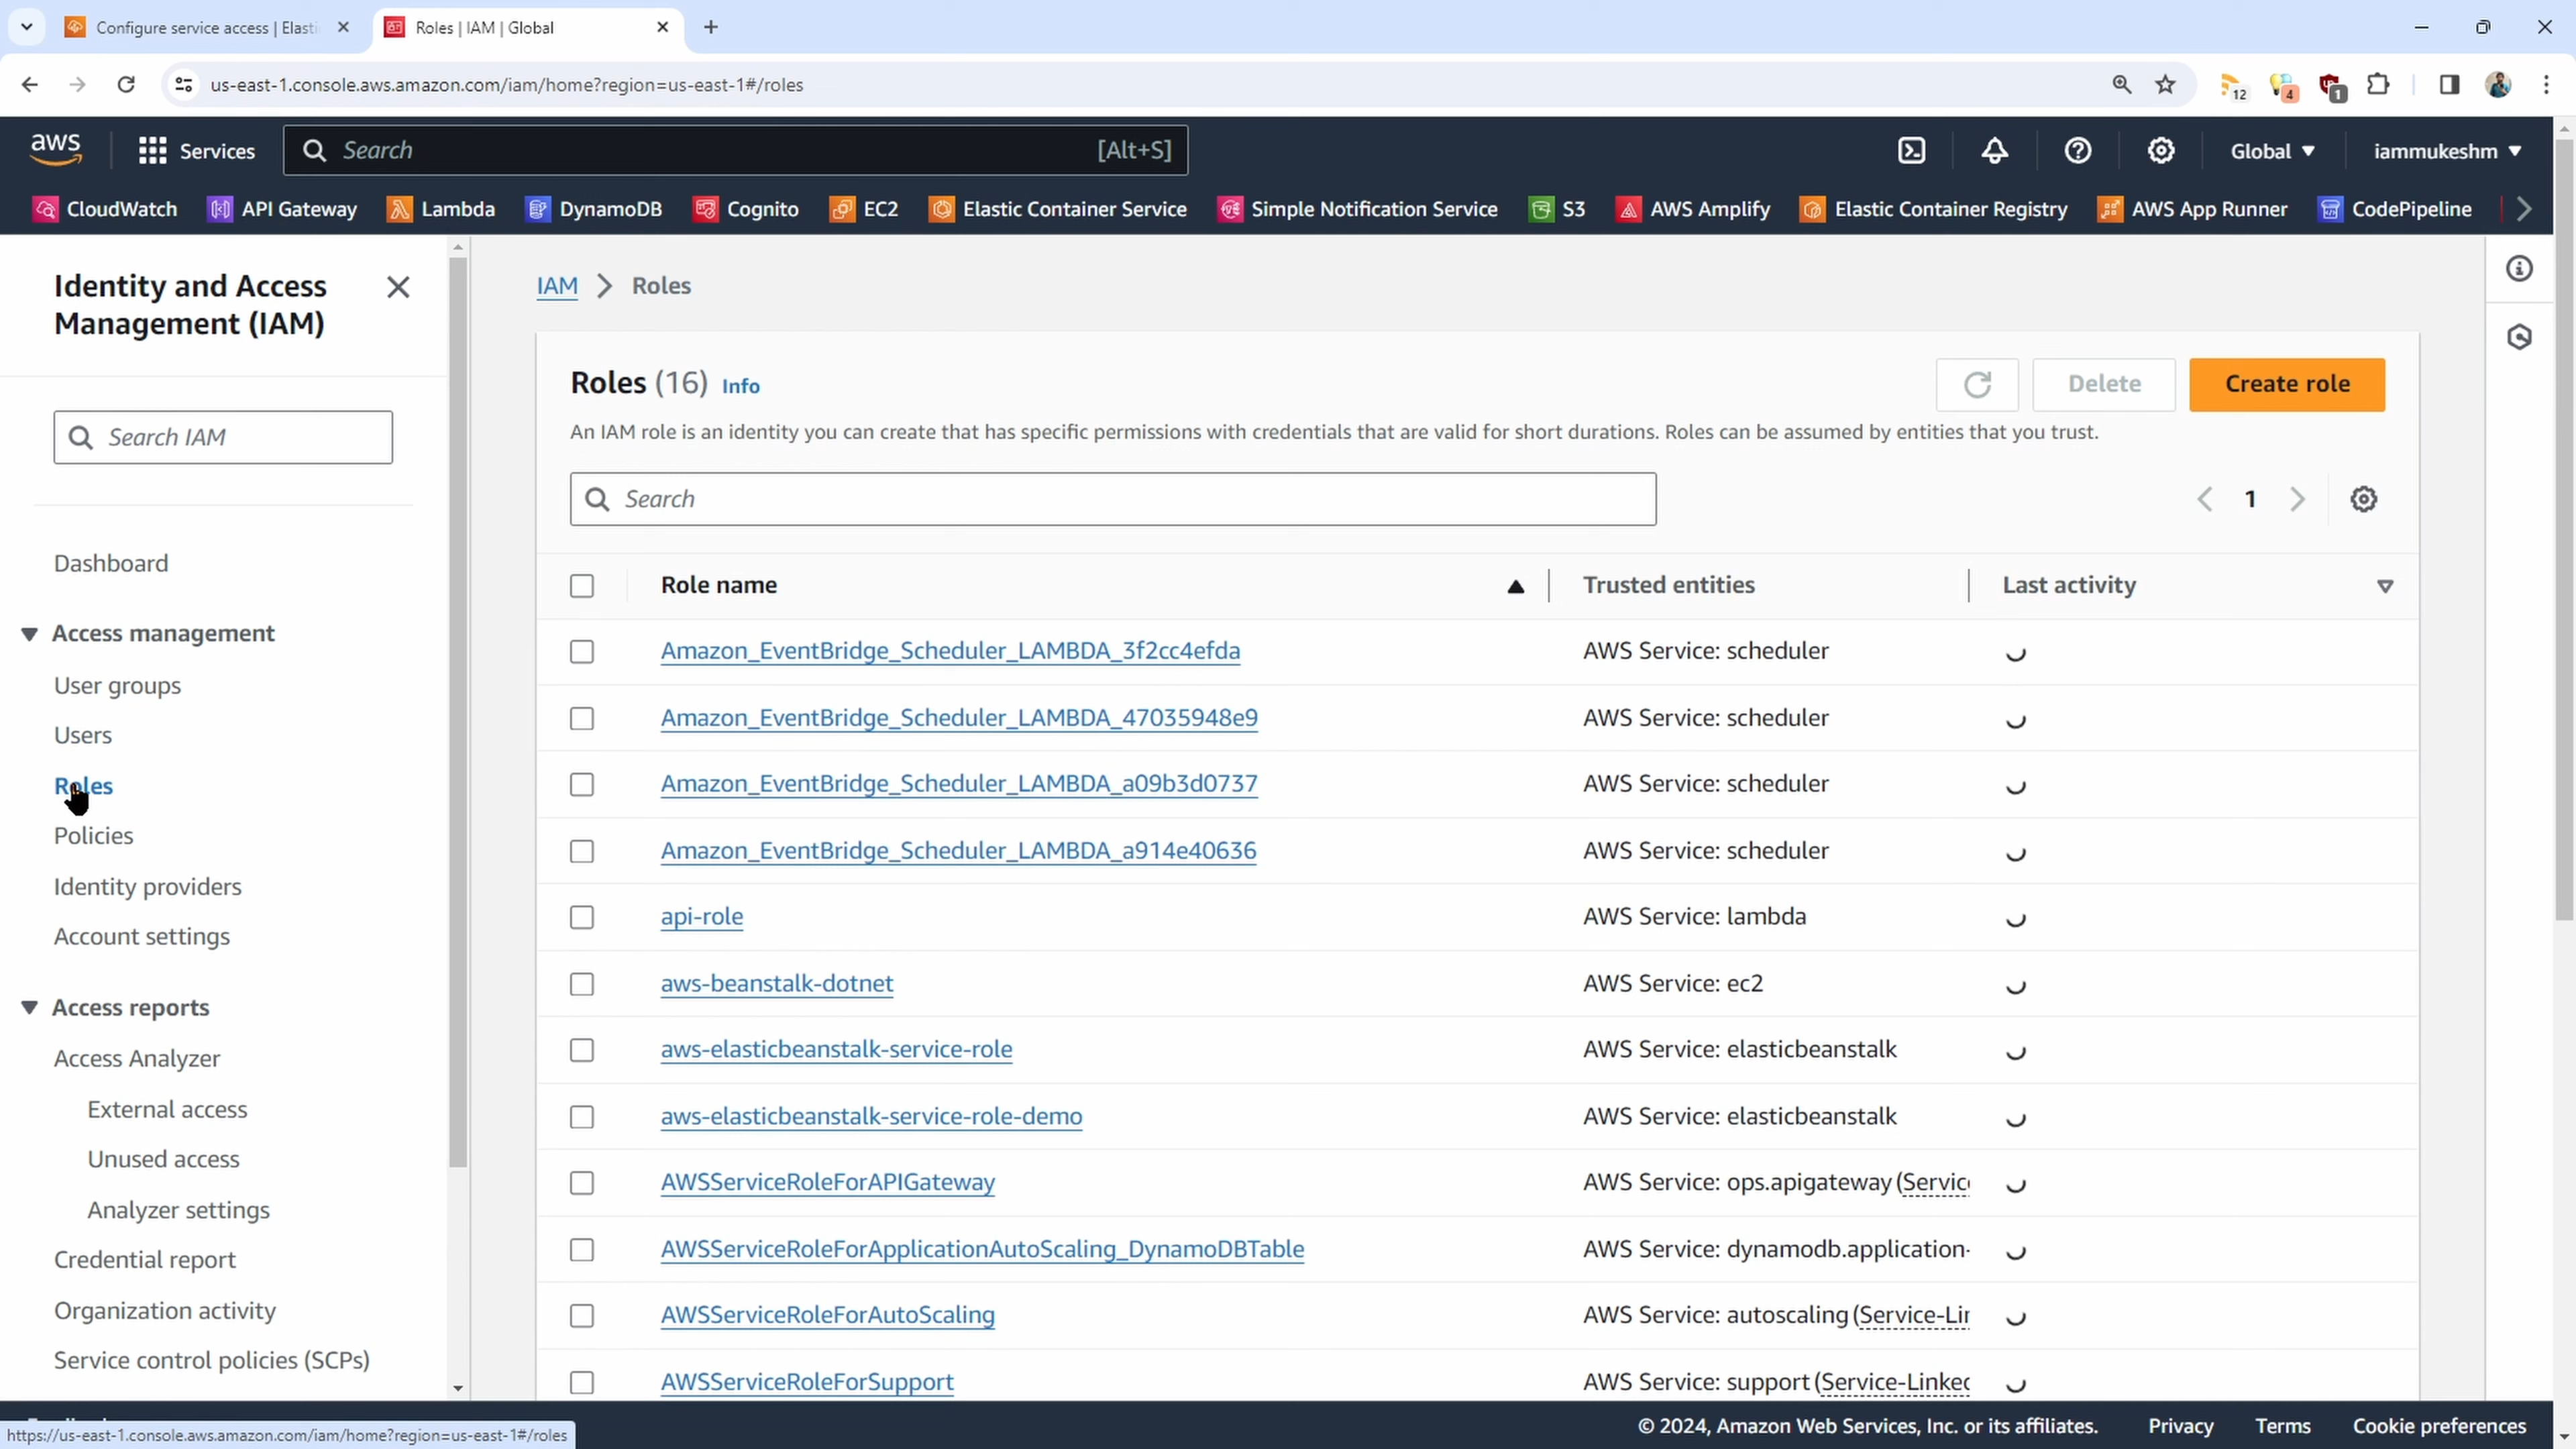 Configure service access | Elasti
Roles | IAM | Global
us-east-1.console.aws.amazon.com/iam/home?region=us-east-1#/roles
12
4
1
aws
Services
Search
[Alt+S]
Global
iammukeshm
CloudWatch
API Gateway
Lambda
DynamoDB
Cognito
EC2
Elastic Container Service
Simple Notification Service
S3
AWS Amplify
Elastic Container Registry
AWS App Runner
CodePipeline
Identity and Access
Management (IAM)
Search IAM
Dashboard
Access management
User groups
Users
Roles
Policies
Identity providers
Account settings
Access reports
Access Analyzer
External access
Unused access
Analyzer settings
Credential report
Organization activity
Service control policies (SCPs)
IAM > Roles
Roles (16) Info
Delete
Create role
An IAM role is an identity you can create that has specific permissions with credentials that are valid for short durations. Roles can be assumed by entities that you trust.
Search
1
Role name
Trusted entities
Last activity
Amazon_EventBridge_Scheduler_LAMBDA_3f2cc4efda
AWS Service: scheduler
Amazon_EventBridge_Scheduler_LAMBDA_47035948e9
AWS Service: scheduler
Amazon_EventBridge_Scheduler_LAMBDA_a09b3d0737
AWS Service: scheduler
Amazon_EventBridge_Scheduler_LAMBDA_a914e40636
AWS Service: scheduler
api-role
AWS Service: lambda
aws-beanstalk-dotnet
AWS Service: ec2
aws-elasticbeanstalk-service-role
AWS Service: elasticbeanstalk
aws-elasticbeanstalk-service-role-demo
AWS Service: elasticbeanstalk
AWSServiceRoleForAPIGateway
AWS Service: ops.apigateway (Servic
AWSServiceRoleForApplicationAutoScaling_DynamoDBTable
AWS Service: dynamodb.application-
AWSServiceRoleForAutoScaling
AWS Service: autoscaling (Service-Lin
AWSServiceRoleForSupport
AWS Service: support (Service-Linked
https://us-east-1.console.aws.amazon.com/iam/home?region=us-east-1#/roles
© 2024, Amazon Web Services, Inc. or its affiliates.
Privacy
Terms
Cookie preferences